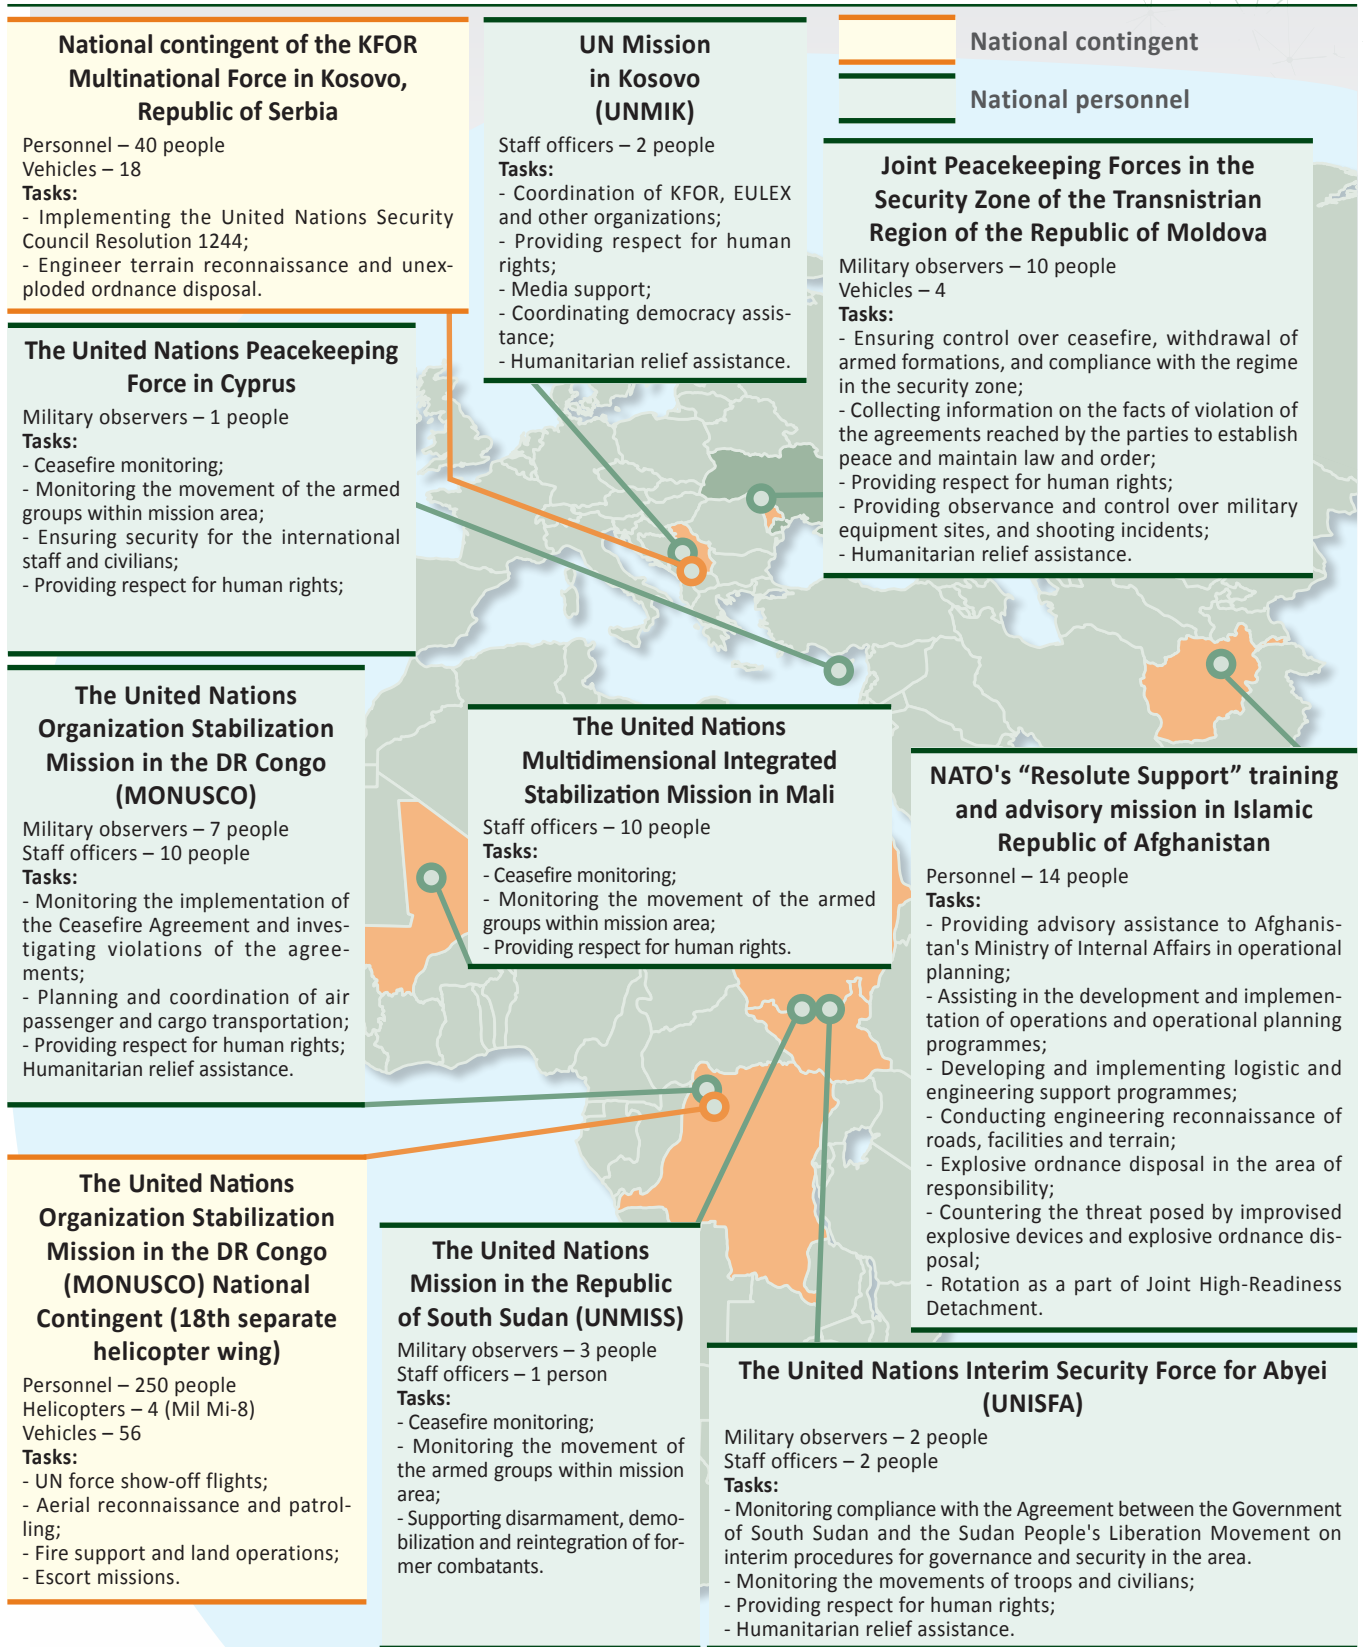 National contingent of the KFOR
Multinational Force in Kosovo,
Republic of Serbia
Personnel – 40 people
Vehicles – 18
Tasks:
- Implementing the United Nations Security
Council Resolution 1244;
- Engineer terrain reconnaissance and unex-
ploded ordnance disposal.
UN Mission
in Kosovo
(UNMIK)
Staff officers – 2 people
Tasks:
- Coordination of KFOR, EULEX
and other organizations;
- Providing respect for human
rights;
- Media support;
- Coordinating democracy assis-
tance;
- Humanitarian relief assistance.
National contingent
National personnel
Joint Peacekeeping Forces in the
Security Zone of the Transnistrian
Region of the Republic of Moldova
Military observers – 10 people
Vehicles – 4
Tasks:
- Ensuring control over ceasefire, withdrawal of
armed formations, and compliance with the regime
in the security zone;
- Collecting information on the facts of violation of
the agreements reached by the parties to establish
peace and maintain law and order;
- Providing respect for human rights;
- Providing observance and control over military
equipment sites, and shooting incidents;
- Humanitarian relief assistance.
The United Nations Peacekeeping
Force in Cyprus
Military observers – 1 people
Tasks:
- Ceasefire monitoring;
- Monitoring the movement of the armed
groups within mission area;
- Ensuring security for the international
staff and civilians;
- Providing respect for human rights;
The United Nations
Organization Stabilization
Mission in the DR Congo
(MONUSCO)
Military observers – 7 people
Staff officers – 10 people
Tasks:
- Monitoring the implementation of
the Ceasefire Agreement and inves-
tigating violations of the agree-
ments;
- Planning and coordination of air
passenger and cargo transportation;
- Providing respect for human rights;
Humanitarian relief assistance.
The United Nations
Multidimensional Integrated
Stabilization Mission in Mali
Staff officers – 10 people
Tasks:
- Ceasefire monitoring;
- Monitoring the movement of the armed
groups within mission area;
- Providing respect for human rights.
NATO's “Resolute Support” training
and advisory mission in Islamic
Republic of Afghanistan
Personnel – 14 people
Tasks:
- Providing advisory assistance to Afghanis-
tan's Ministry of Internal Affairs in operational
planning;
- Assisting in the development and implemen-
tation of operations and operational planning
programmes;
- Developing and implementing logistic and
engineering support programmes;
- Conducting engineering reconnaissance of
roads, facilities and terrain;
- Explosive ordnance disposal in the area of
responsibility;
- Countering the threat posed by improvised
explosive devices and explosive ordnance dis-
posal;
- Rotation as a part of Joint High-Readiness
Detachment.
The United Nations
Organization Stabilization
Mission in the DR Congo
(MONUSCO) National
Contingent (18th separate
helicopter wing)
Personnel – 250 people
Helicopters – 4 (Mil Mi-8)
Vehicles – 56
Tasks:
- UN force show-off flights;
- Aerial reconnaissance and patrol-
ling;
- Fire support and land operations;
- Escort missions.
The United Nations
Mission in the Republic
of South Sudan (UNMISS)
Military observers – 3 people
Staff officers – 1 person
Tasks:
- Ceasefire monitoring;
- Monitoring the movement of
the armed groups within mission
area;
- Supporting disarmament, demo-
bilization and reintegration of for-
mer combatants.
The United Nations Interim Security Force for Abyei
(UNISFA)
Military observers – 2 people
Staff officers – 2 people
Tasks:
- Monitoring compliance with the Agreement between the Government
of South Sudan and the Sudan People's Liberation Movement on
interim procedures for governance and security in the area.
- Monitoring the movements of troops and civilians;
- Providing respect for human rights;
- Humanitarian relief assistance.